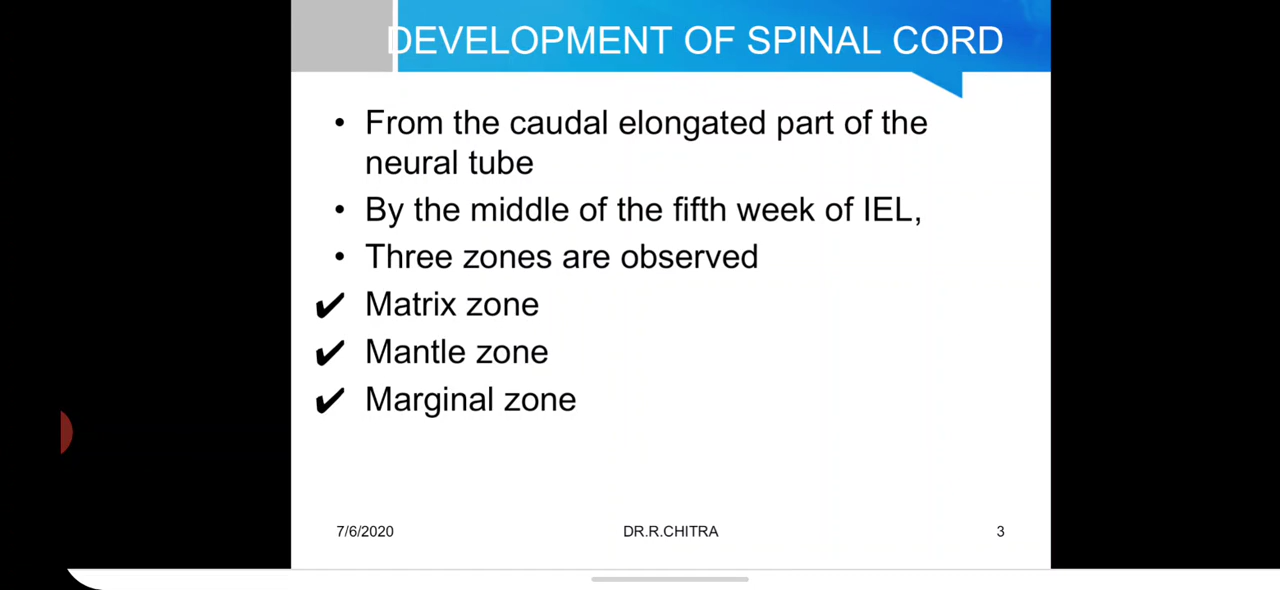 DEVELOPMENT OF SPINAL CORD
• From the caudal elongated part of the
neural tube
• By the middle of the fifth week of IEL,
• Three zones are observed
✔ Matrix zone
✔ Mantle zone
✔ Marginal zone
7/6/2020 DR.R.CHITRA 3